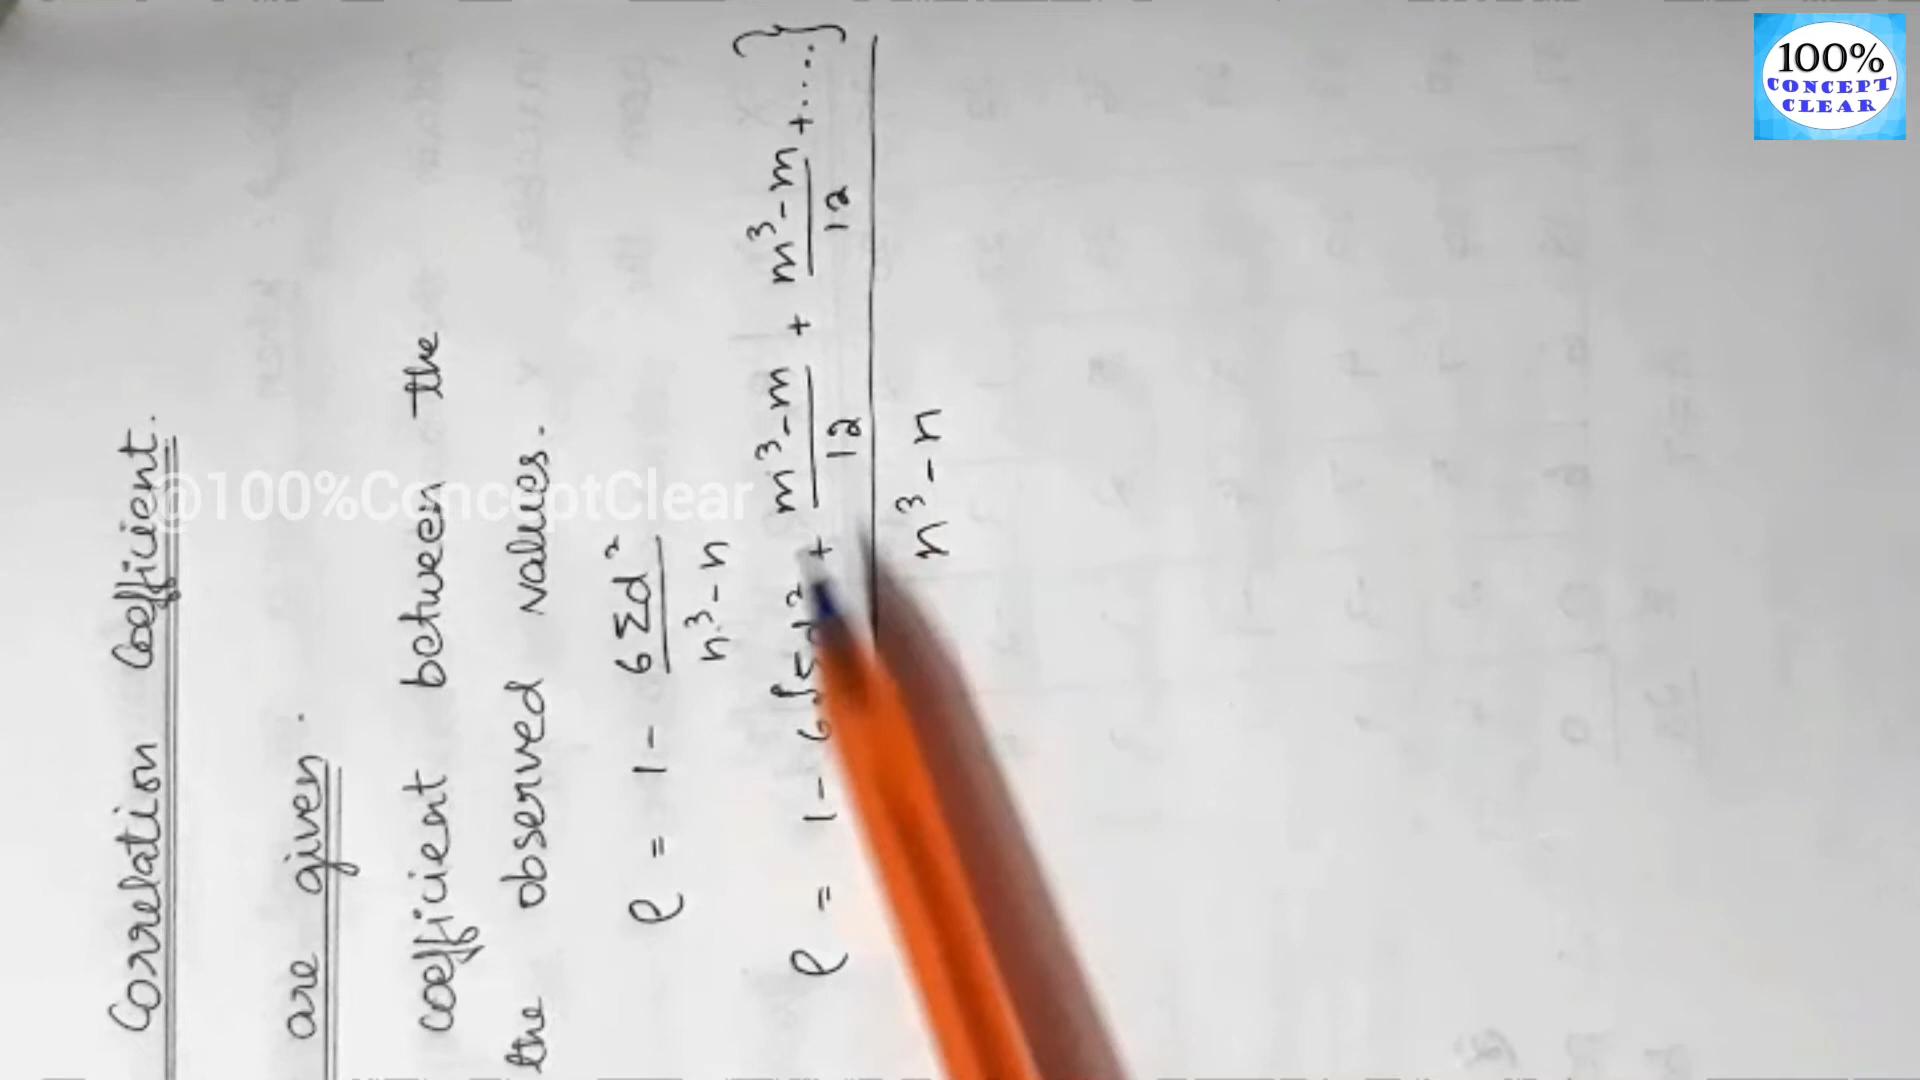 Correlation Coefficient.
are given.
coefficient between the
the observed values.
ρ = 1 - 6Σd² / n³-n
ρ = 1 - 6{Σd² + m³-m / 12 + m³-m / 12 + ....} / n³-n
@100%ConceptClear
100%
CONCEPT
CLEAR